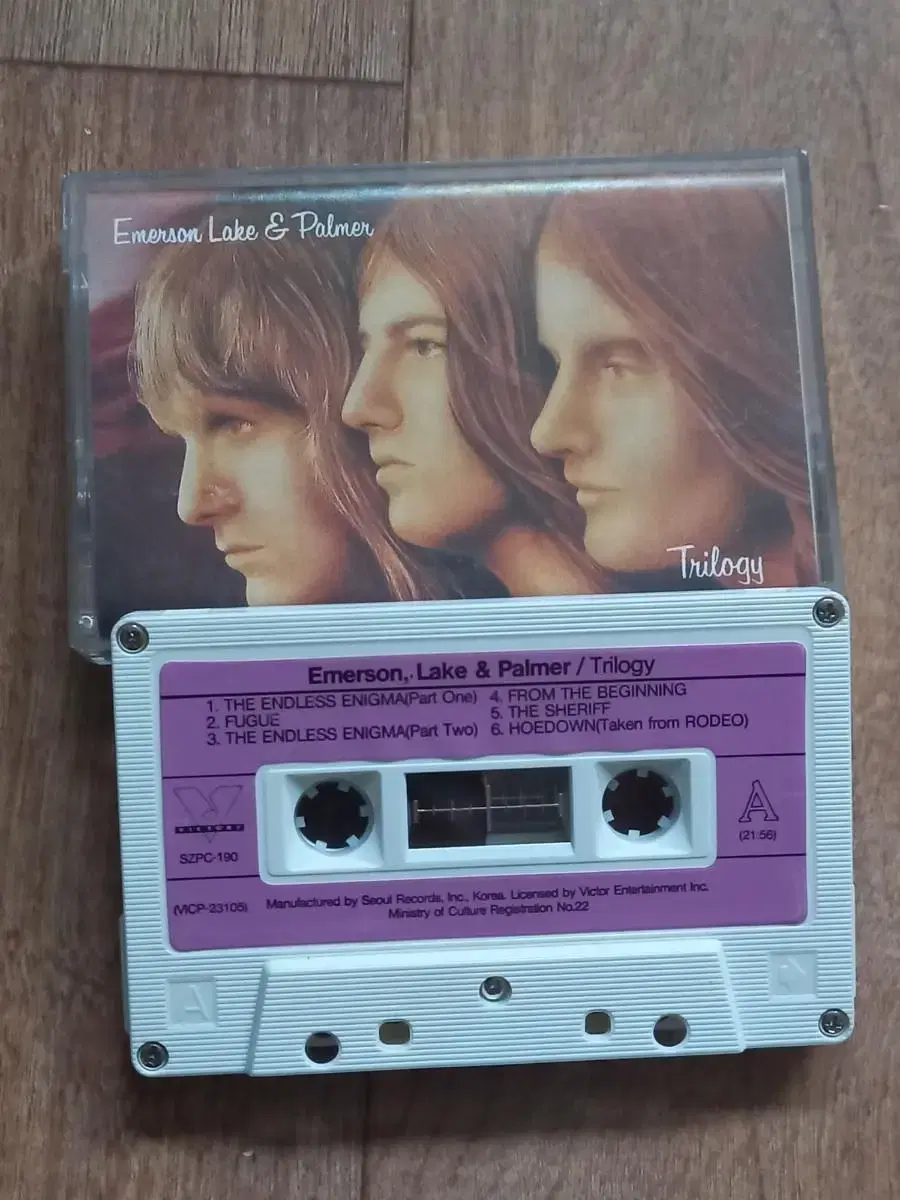 Emerson Lake & Palmer
Trilogy
Emerson, Lake & Palmer / Trilogy
1. THE ENDLESS ENIGMA(Part One)
2. FUGUE
3. THE ENDLESS ENIGMA(Part Two)
4. FROM THE BEGINNING
5. THE SHERIFF
6. HOEDOWN(Taken from RODEO)
V
VICTORY
SZPC-190
A
(21:56)
(VICP-23105)
Manufactured by Seoul Records, Inc., Korea. Licensed by Victor Entertainment Inc.
Ministry of Culture Registration No.22
A